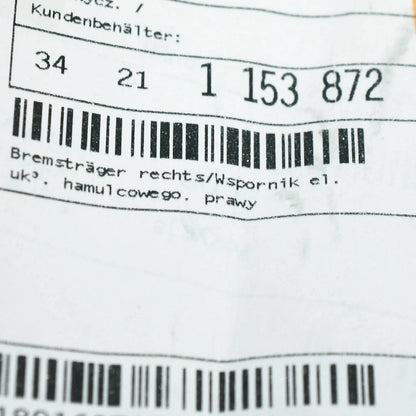 Kundenbehälter:
34 21 1 153 872
Bremsträger rechts/Wspornik el.
uk³. hamulcowego. prawy